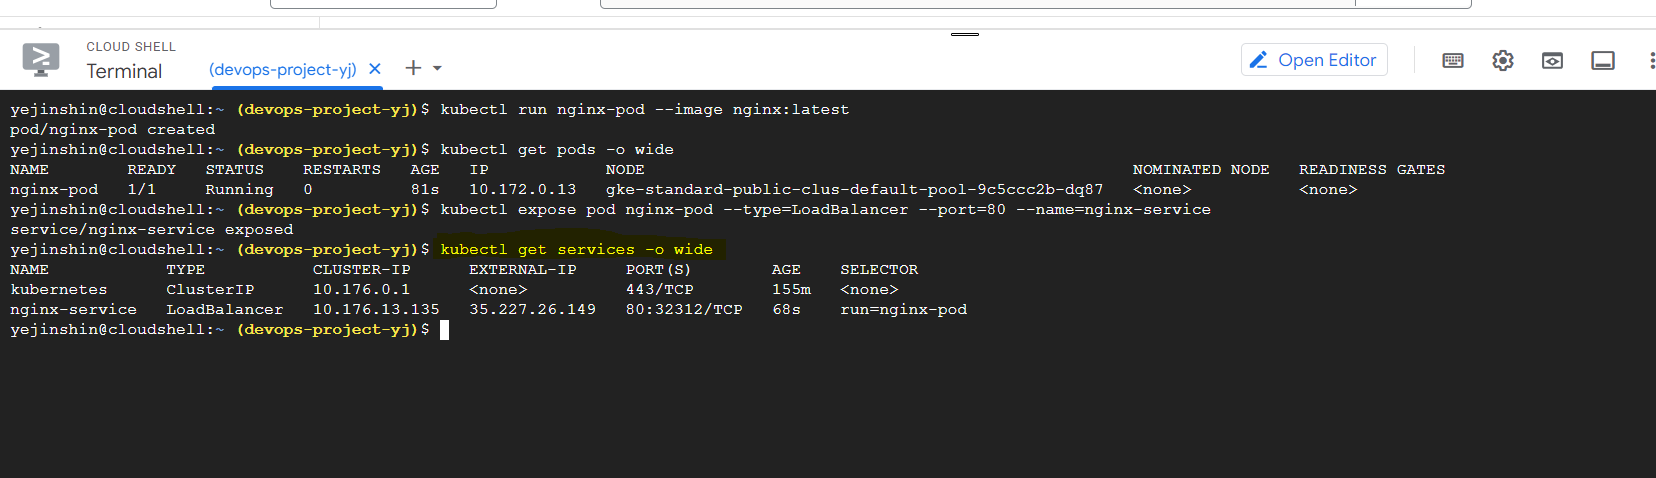 CLOUD SHELL
Terminal
(devops-project-yj)
Open Editor
yejinshin@cloudshell:~ (devops-project-yj)$ kubectl run nginx-pod --image nginx:latest
pod/nginx-pod created
yejinshin@cloudshell:~ (devops-project-yj)$ kubectl get pods -o wide
NAME READY STATUS RESTARTS AGE IP NODE NOMINATED NODE READINESS GATES
nginx-pod 1/1 Running 0 81s 10.172.0.13 gke-standard-public-clus-default-pool-9c5ccc2b-dq87 <none> <none>
yejinshin@cloudshell:~ (devops-project-yj)$ kubectl expose pod nginx-pod --type=LoadBalancer --port=80 --name=nginx-service
service/nginx-service exposed
yejinshin@cloudshell:~ (devops-project-yj)$ kubectl get services -o wide
NAME TYPE CLUSTER-IP EXTERNAL-IP PORT(S) AGE SELECTOR
kubernetes ClusterIP 10.176.0.1 <none> 443/TCP 155m <none>
nginx-service LoadBalancer 10.176.13.135 35.227.26.149 80:32312/TCP 68s run=nginx-pod
yejinshin@cloudshell:~ (devops-project-yj)$